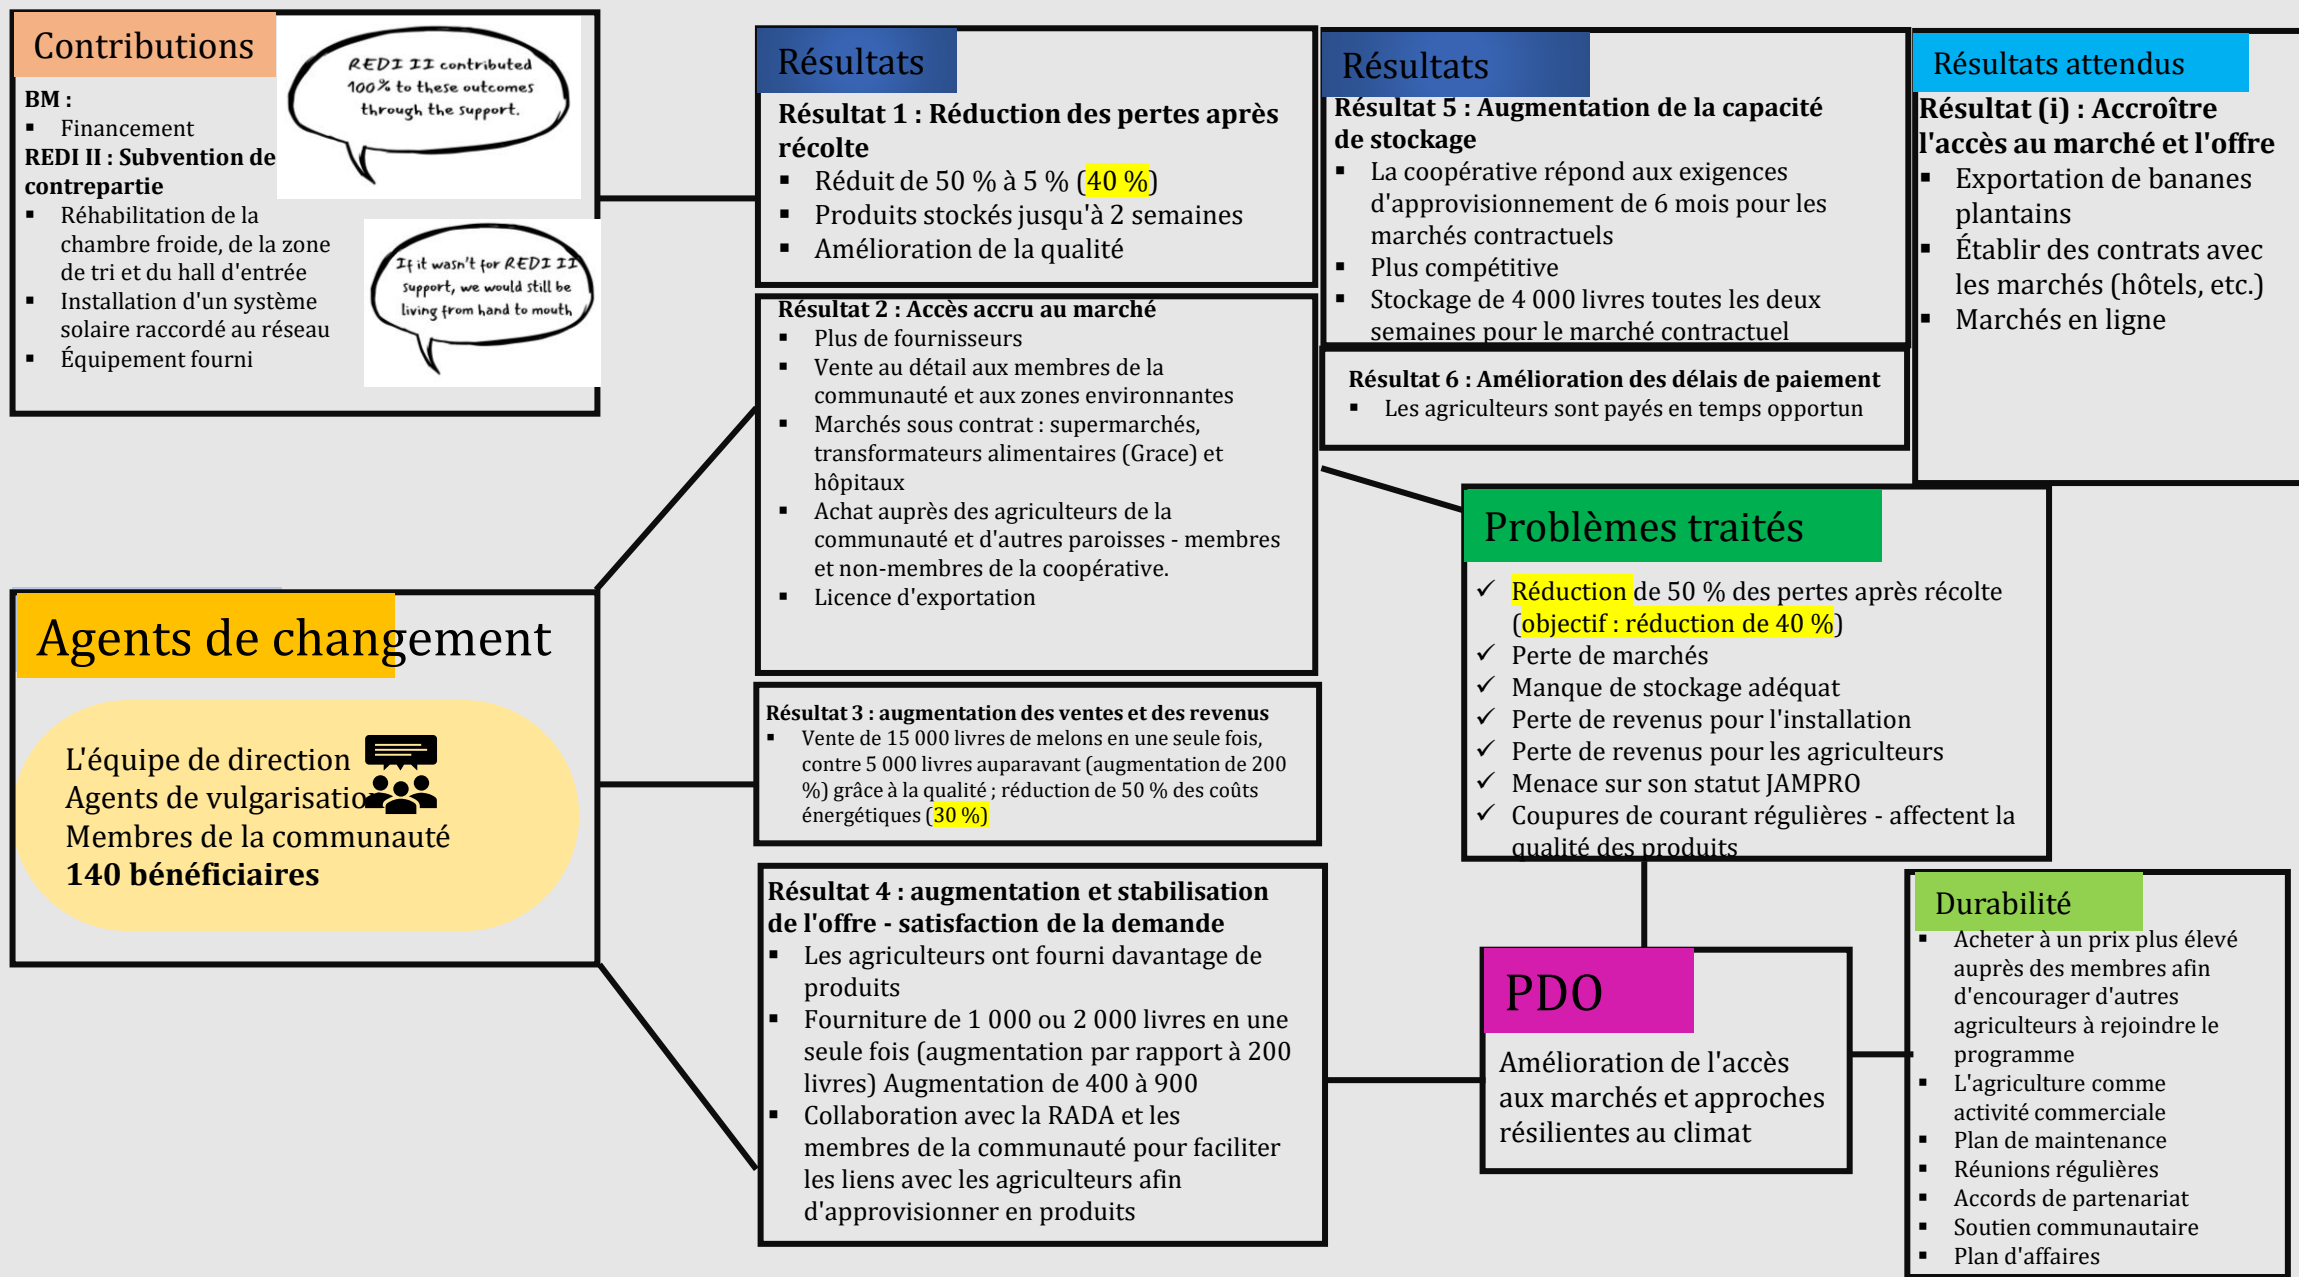 Contributions
BM :
▪ Financement
REDI II : Subvention de
contrepartie
▪ Réhabilitation de la
chambre froide, de la zone
de tri et du hall d'entrée
▪ Installation d'un système
solaire raccordé au réseau
▪ Équipement fourni
REDI II contributed
100% to these outcomes
through the support.
If it wasn't for REDI II
support, we would still be
living from hand to mouth
Agents de changement
L'équipe de direction
Agents de vulgarisation
Membres de la communauté
140 bénéficiaires
Résultats
Résultat 1 : Réduction des pertes après
récolte
▪ Réduit de 50 % à 5 % (40 %)
▪ Produits stockés jusqu'à 2 semaines
▪ Amélioration de la qualité
Résultat 2 : Accès accru au marché
▪ Plus de fournisseurs
▪ Vente au détail aux membres de la
communauté et aux zones environnantes
▪ Marchés sous contrat : supermarchés,
transformateurs alimentaires (Grace) et
hôpitaux
▪ Achat auprès des agriculteurs de la
communauté et d'autres paroisses - membres
et non-membres de la coopérative.
▪ Licence d'exportation
Résultat 3 : augmentation des ventes et des revenus
▪ Vente de 15 000 livres de melons en une seule fois,
contre 5 000 livres auparavant (augmentation de 200
%) grâce à la qualité ; réduction de 50 % des coûts
énergétiques (30 %)
Résultat 4 : augmentation et stabilisation
de l'offre - satisfaction de la demande
▪ Les agriculteurs ont fourni davantage de
produits
▪ Fourniture de 1 000 ou 2 000 livres en une
seule fois (augmentation par rapport à 200
livres) Augmentation de 400 à 900
▪ Collaboration avec la RADA et les
membres de la communauté pour faciliter
les liens avec les agriculteurs afin
d'approvisionner en produits
Résultats
Résultat 5 : Augmentation de la capacité
de stockage
▪ La coopérative répond aux exigences
d'approvisionnement de 6 mois pour les
marchés contractuels
▪ Plus compétitive
▪ Stockage de 4 000 livres toutes les deux
semaines pour le marché contractuel
Résultat 6 : Amélioration des délais de paiement
▪ Les agriculteurs sont payés en temps opportun
Résultats attendus
Résultat (i) : Accroître
l'accès au marché et l'offre
▪ Exportation de bananes
plantains
▪ Établir des contrats avec
les marchés (hôtels, etc.)
▪ Marchés en ligne
Problèmes traités
✓ Réduction de 50 % des pertes après récolte
(objectif : réduction de 40 %)
✓ Perte de marchés
✓ Manque de stockage adéquat
✓ Perte de revenus pour l'installation
✓ Perte de revenus pour les agriculteurs
✓ Menace sur son statut JAMPRO
✓ Coupures de courant régulières - affectent la
qualité des produits
PDO
Amélioration de l'accès
aux marchés et approches
résilientes au climat
Durabilité
▪ Acheter à un prix plus élevé
auprès des membres afin
d'encourager d'autres
agriculteurs à rejoindre le
programme
▪ L'agriculture comme
activité commerciale
▪ Plan de maintenance
▪ Réunions régulières
▪ Accords de partenariat
▪ Soutien communautaire
▪ Plan d'affaires